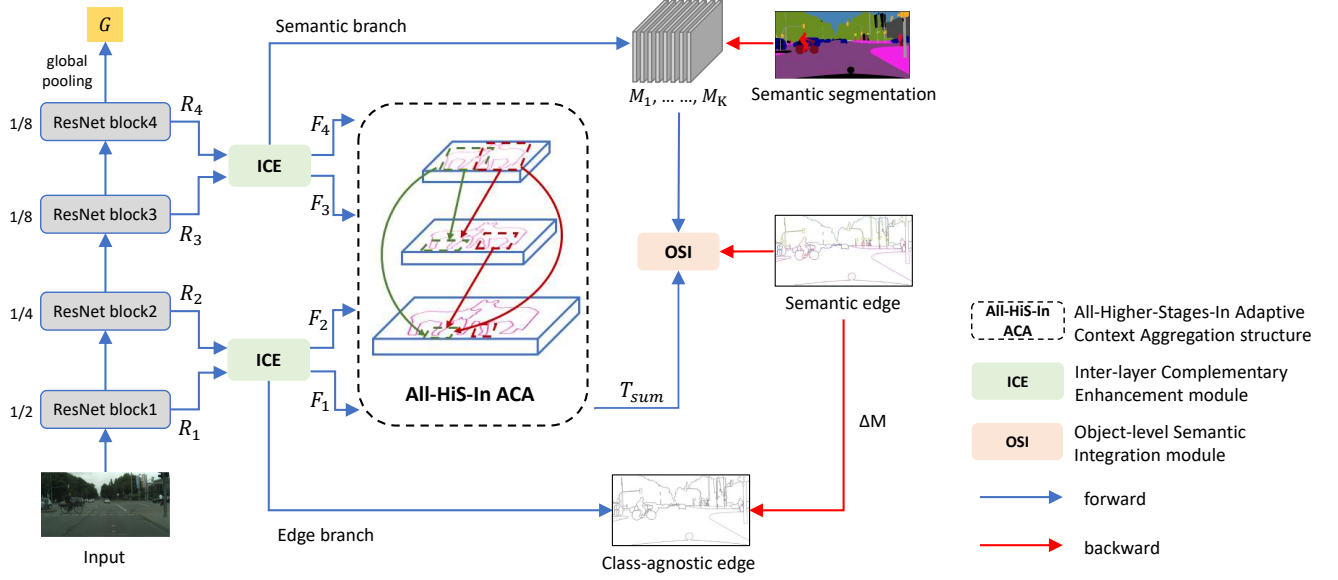 G
global
pooling
1/8
ResNet block4
R4
1/8
ResNet block3
R3
1/4
ResNet block2
R2
1/2
ResNet block1
R1
Input
ICE
ICE
Semantic branch
Edge branch
F4
F3
F2
F1
All-HiS-In ACA
Tsum
M1, … …, MK
Semantic segmentation
OSI
Semantic edge
ΔM
Class-agnostic edge
All-HiS-In
ACA
All-Higher-Stages-In Adaptive
Context Aggregation structure
ICE
Inter-layer Complementary
Enhancement module
OSI
Object-level Semantic
Integration module
forward
backward